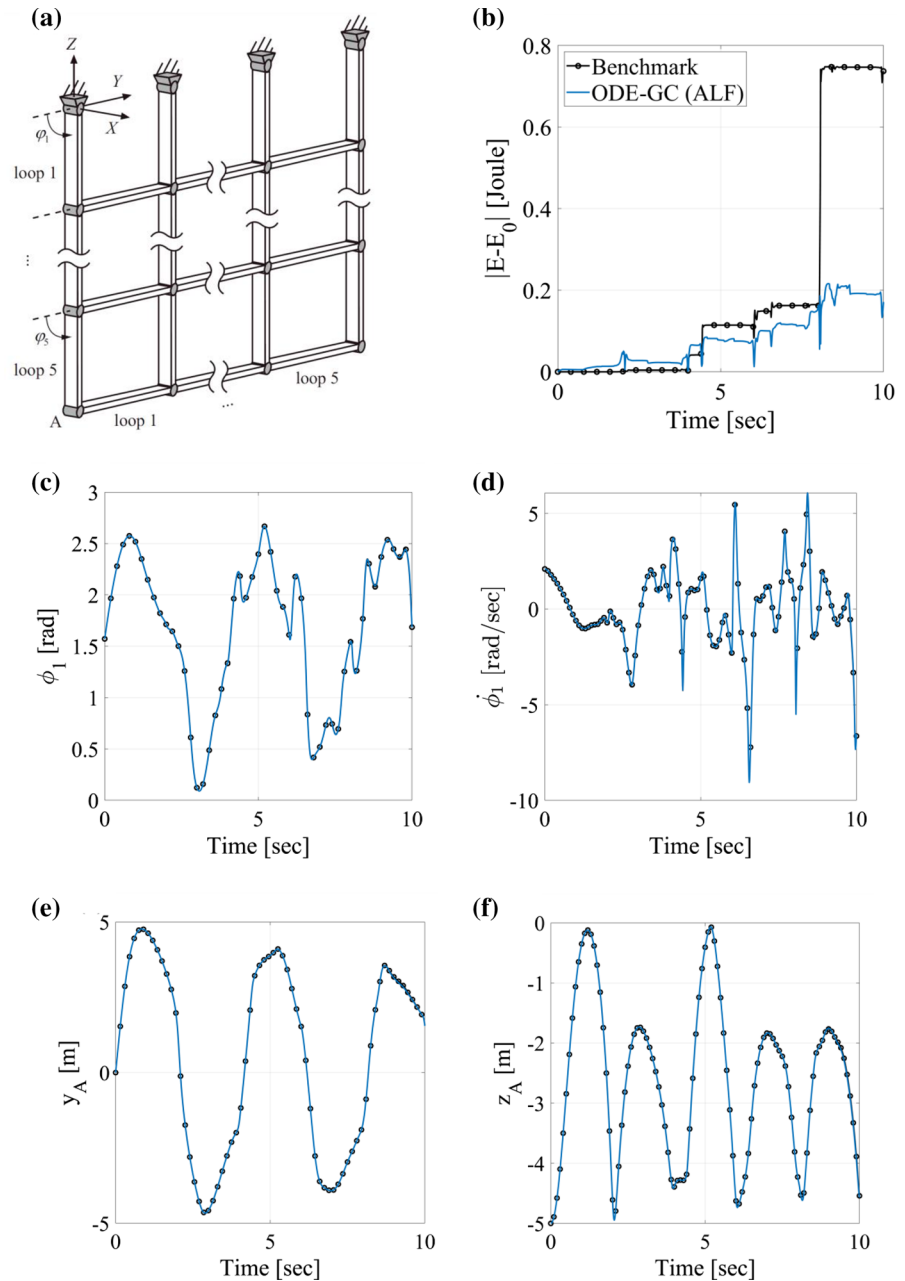 (a)
Z
Y
X
φ1
loop 1
...
φ5
loop 5
A
loop 1
...
loop 5
(b)
0.8
0.6
0.4
0.2
0
|E-E0| [Joule]
Benchmark
ODE-GC (ALF)
0 5 10
Time [sec]
(c)
3
2.5
2
1.5
1
0.5
0
ϕ1 [rad]
0 5 10
Time [sec]
(d)
5
0
-5
-10
ϕ̇1 [rad/sec]
0 5 10
Time [sec]
(e)
5
0
-5
yA [m]
0 5 10
Time [sec]
(f)
0
-1
-2
-3
-4
-5
zA [m]
0 5 10
Time [sec]